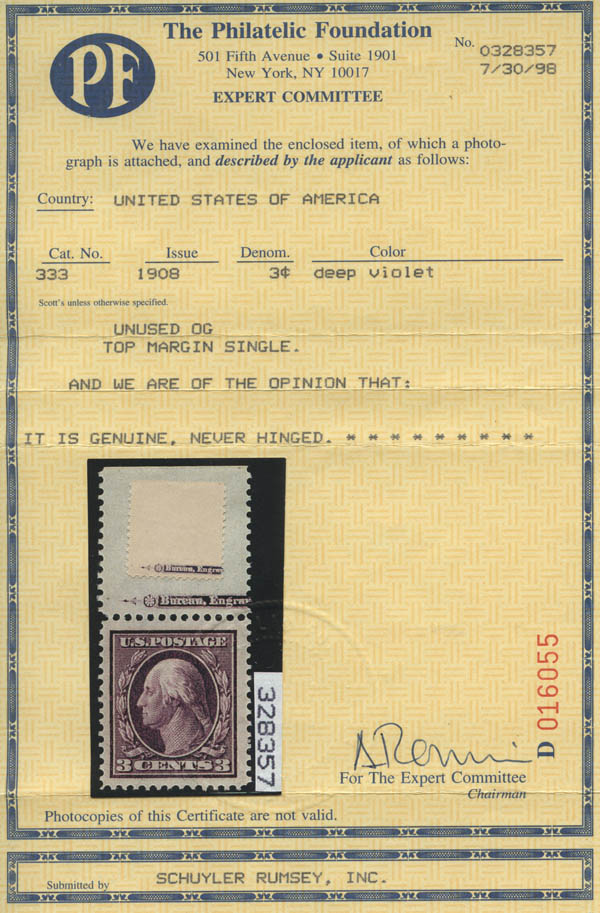 PF
The Philatelic Foundation
501 Fifth Avenue • Suite 1901
New York, NY 10017
EXPERT COMMITTEE
No. 0328357
7/30/98
We have examined the enclosed item, of which a photo-
graph is attached, and described by the applicant as follows:
Country: UNITED STATES OF AMERICA
Cat. No. Issue Denom. Color
333 1908 3¢ deep violet
Scott's unless otherwise specified.
UNUSED OG
TOP MARGIN SINGLE.
AND WE ARE OF THE OPINION THAT:
IT IS GENUINE, NEVER HINGED. * * * * * * * * *
Bureau, Engra
Bureau, Engra
U.S.POSTAGE
3 CENTS 3
328357
D 016055
For The Expert Committee
Chairman
Photocopies of this Certificate are not valid.
Submitted by SCHUYLER RUMSEY, INC.